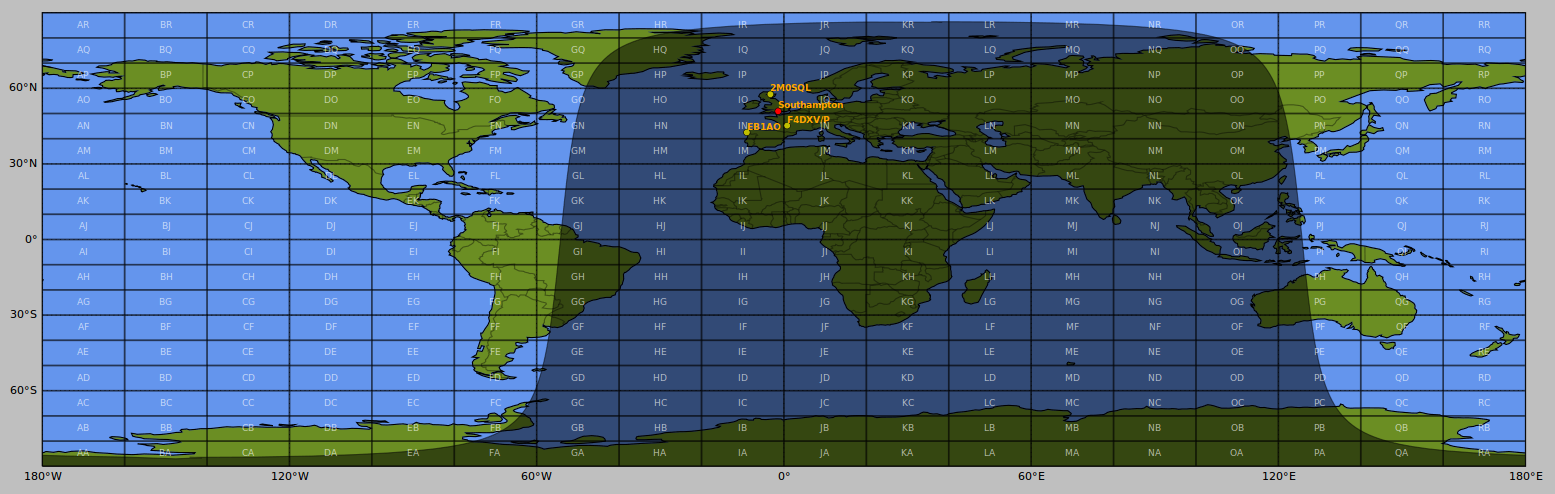 AR BR CR DR ER FR GR HR IR JR KR LR MR NR OR PR QR RR
AQ BQ CQ DQ EQ FQ GQ HQ IQ JQ KQ LQ MQ NQ OQ PQ QQ RQ
AP BP CP DP EP FP GP HP IP JP KP LP MP NP OP PP QP RP
60°N
2M0SQL
AO BO CO DO EO FO GO HO IO JO KO LO MO NO OO PO QO RO
Southampton
F4DXV/P
EB1AO
AN BN CN DN EN FN GN HN IN JN KN LN MN NN ON PN QN RN
AM BM CM DM EM FM GM HM IM JM KM LM MM NM OM PM QM RM
30°N
AL BL CL DL EL FL GL HL IL JL KL LL ML NL OL PL QL RL
AK BK CK DK EK FK GK HK IK JK KK LK MK NK OK PK QK RK
AJ BJ CJ DJ EJ FJ GJ HJ IJ JJ KJ LJ MJ NJ OJ PJ QJ RJ
0°
AI BI CI DI EI FI GI HI II JI KI LI MI NI OI PI QI RI
AH BH CH DH EH FH GH HH IH JH KH LH MH NH OH PH QH RH
AG BG CG DG EG FG GG HG IG JG KG LG MG NG OG PG QG RG
30°S
AF BF CF DF EF FF GF HF IF JF KF LF MF NF OF PF QF RF
AE BE CE DE EE FE GE HE IE JE KE LE ME NE OE PE QE RE
AD BD CD DD ED FD GD HD ID JD KD LD MD ND OD PD QD RD
60°S
AC BC CC DC EC FC GC HC IC JC KC LC MC NC OC PC QC RC
AB BB CB DB EB FB GB HB IB JB KB LB MB NB OB PB QB RB
AA BA CA DA EA FA GA HA IA JA KA LA MA NA OA PA QA RA
180°W 120°W 60°W 0° 60°E 120°E 180°E